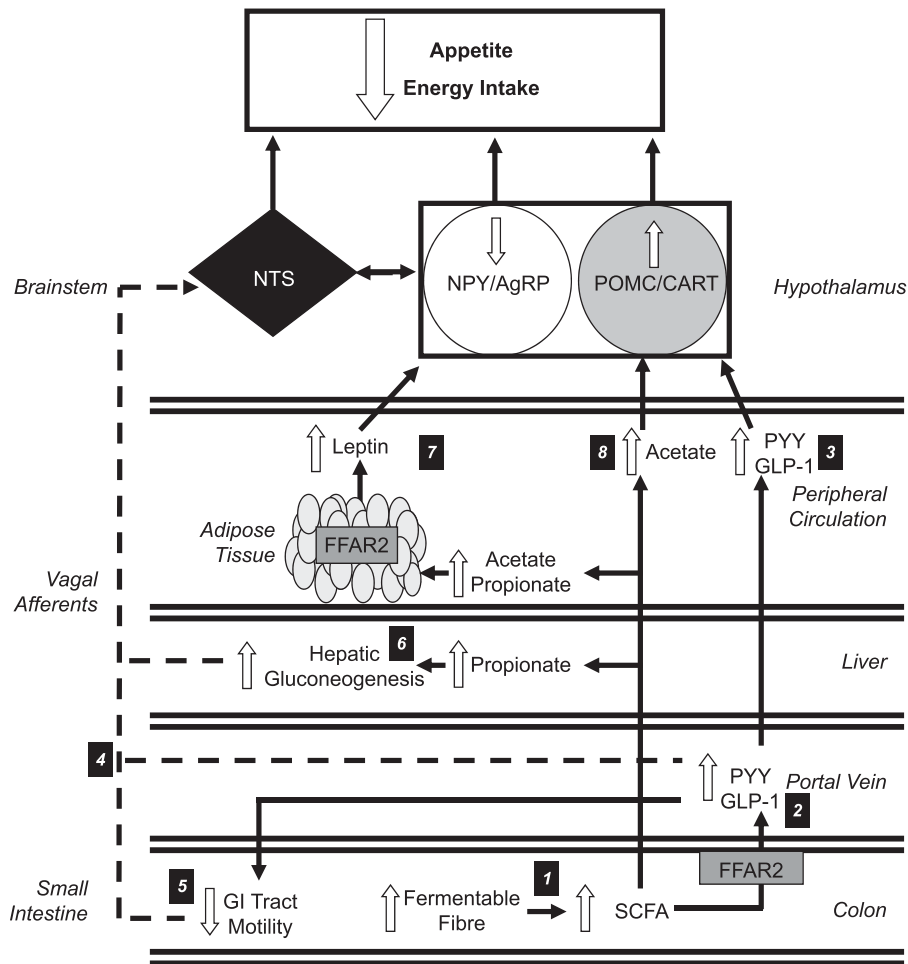 Appetite
Energy Intake
NTS
NPY/AgRP
POMC/CART
Brainstem
Hypothalamus
Leptin
7
8
Acetate
PYY
GLP-1
3
Peripheral
Circulation
Adipose
Tissue
FFAR2
Acetate
Propionate
Vagal
Afferents
Hepatic
Gluconeogenesis
6
Propionate
Liver
4
PYY
GLP-1
Portal Vein
2
FFAR2
Small
Intestine
5
GI Tract
Motility
Fermentable
Fibre
1
SCFA
Colon